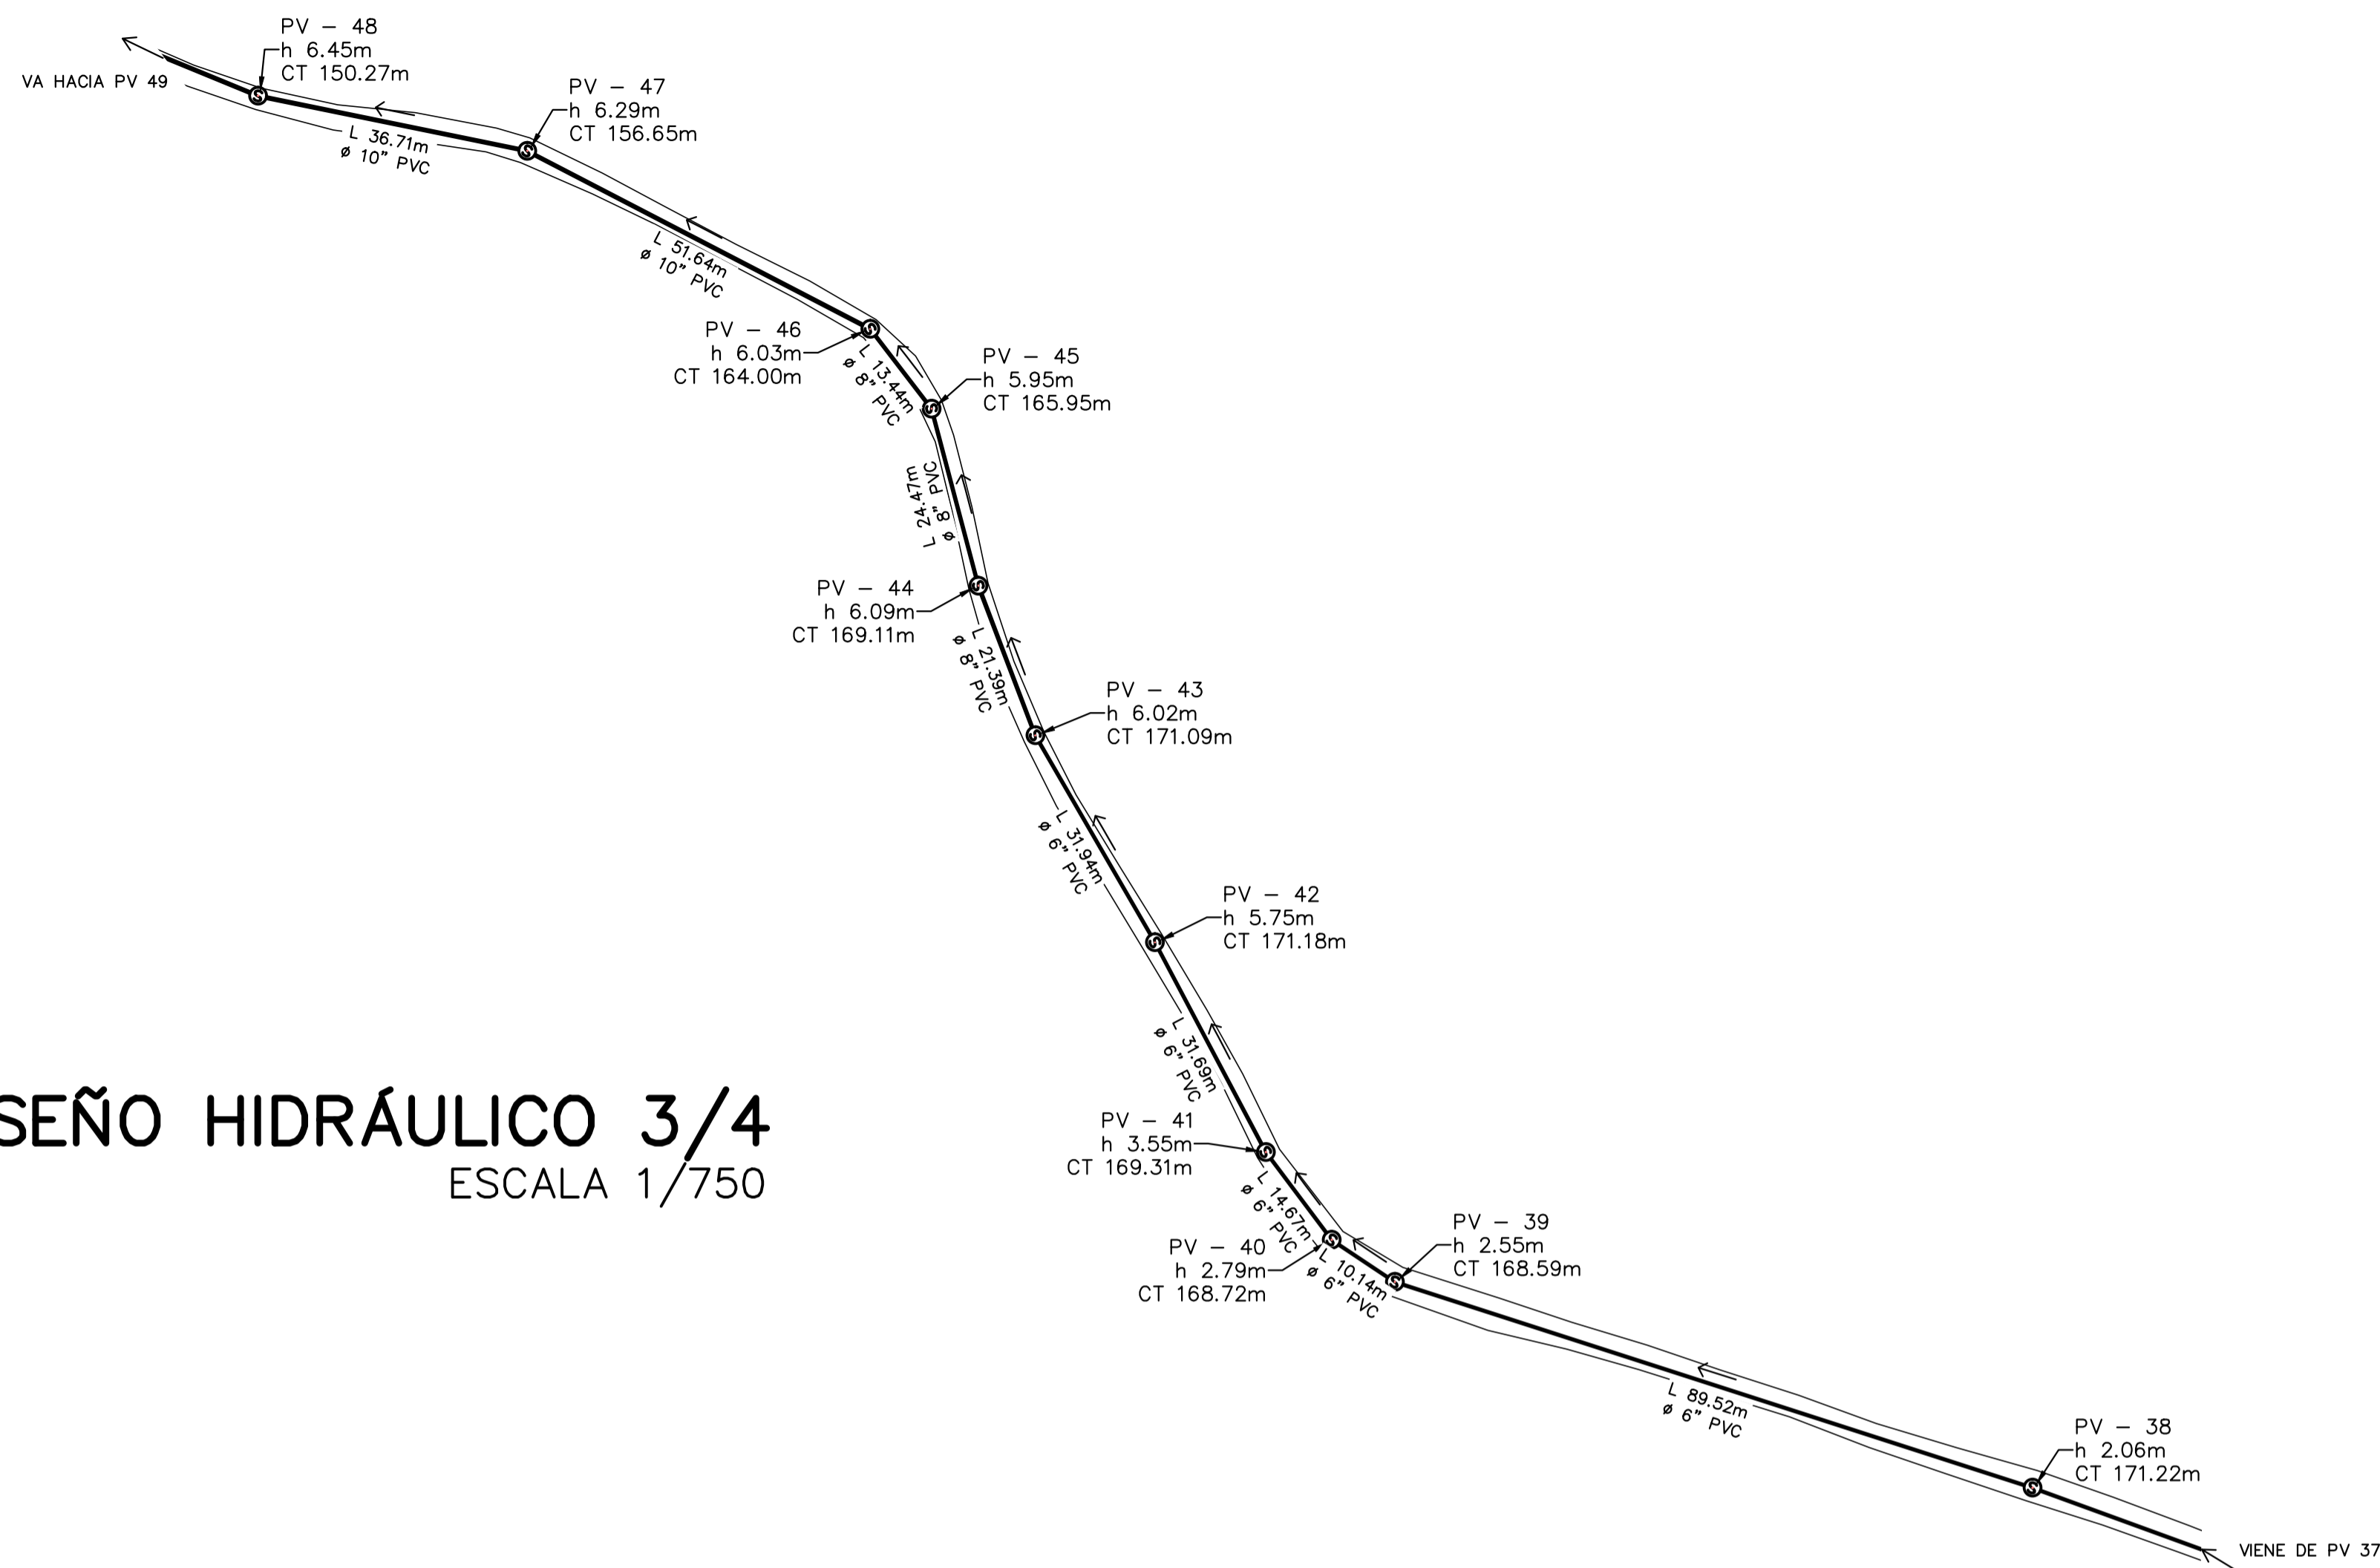 PV - 48
h 6.45m
CT 150.27m
VA HACIA PV 49
PV - 47
h 6.29m
CT 156.65m
L 36.71m
ø 10" PVC
L 51.64m
ø 10" PVC
PV - 46
h 6.03m
CT 164.00m
PV - 45
h 5.95m
CT 165.95m
L 13.44m
ø 8" PVC
L 24.47m
ø 8" PVC
PV - 44
h 6.09m
CT 169.11m
L 21.39m
ø 8" PVC
PV - 43
h 6.02m
CT 171.09m
L 31.94m
ø 6" PVC
PV - 42
h 5.75m
CT 171.18m
L 31.69m
ø 6" PVC
SEÑO HIDRÁULICO 3/4
ESCALA 1/750
PV - 41
h 3.55m
CT 169.31m
L 14.67m
ø 6" PVC
PV - 40
h 2.79m
CT 168.72m
L 10.14m
ø 6" PVC
PV - 39
h 2.55m
CT 168.59m
L 89.52m
ø 6" PVC
PV - 38
h 2.06m
CT 171.22m
VIENE DE PV 37